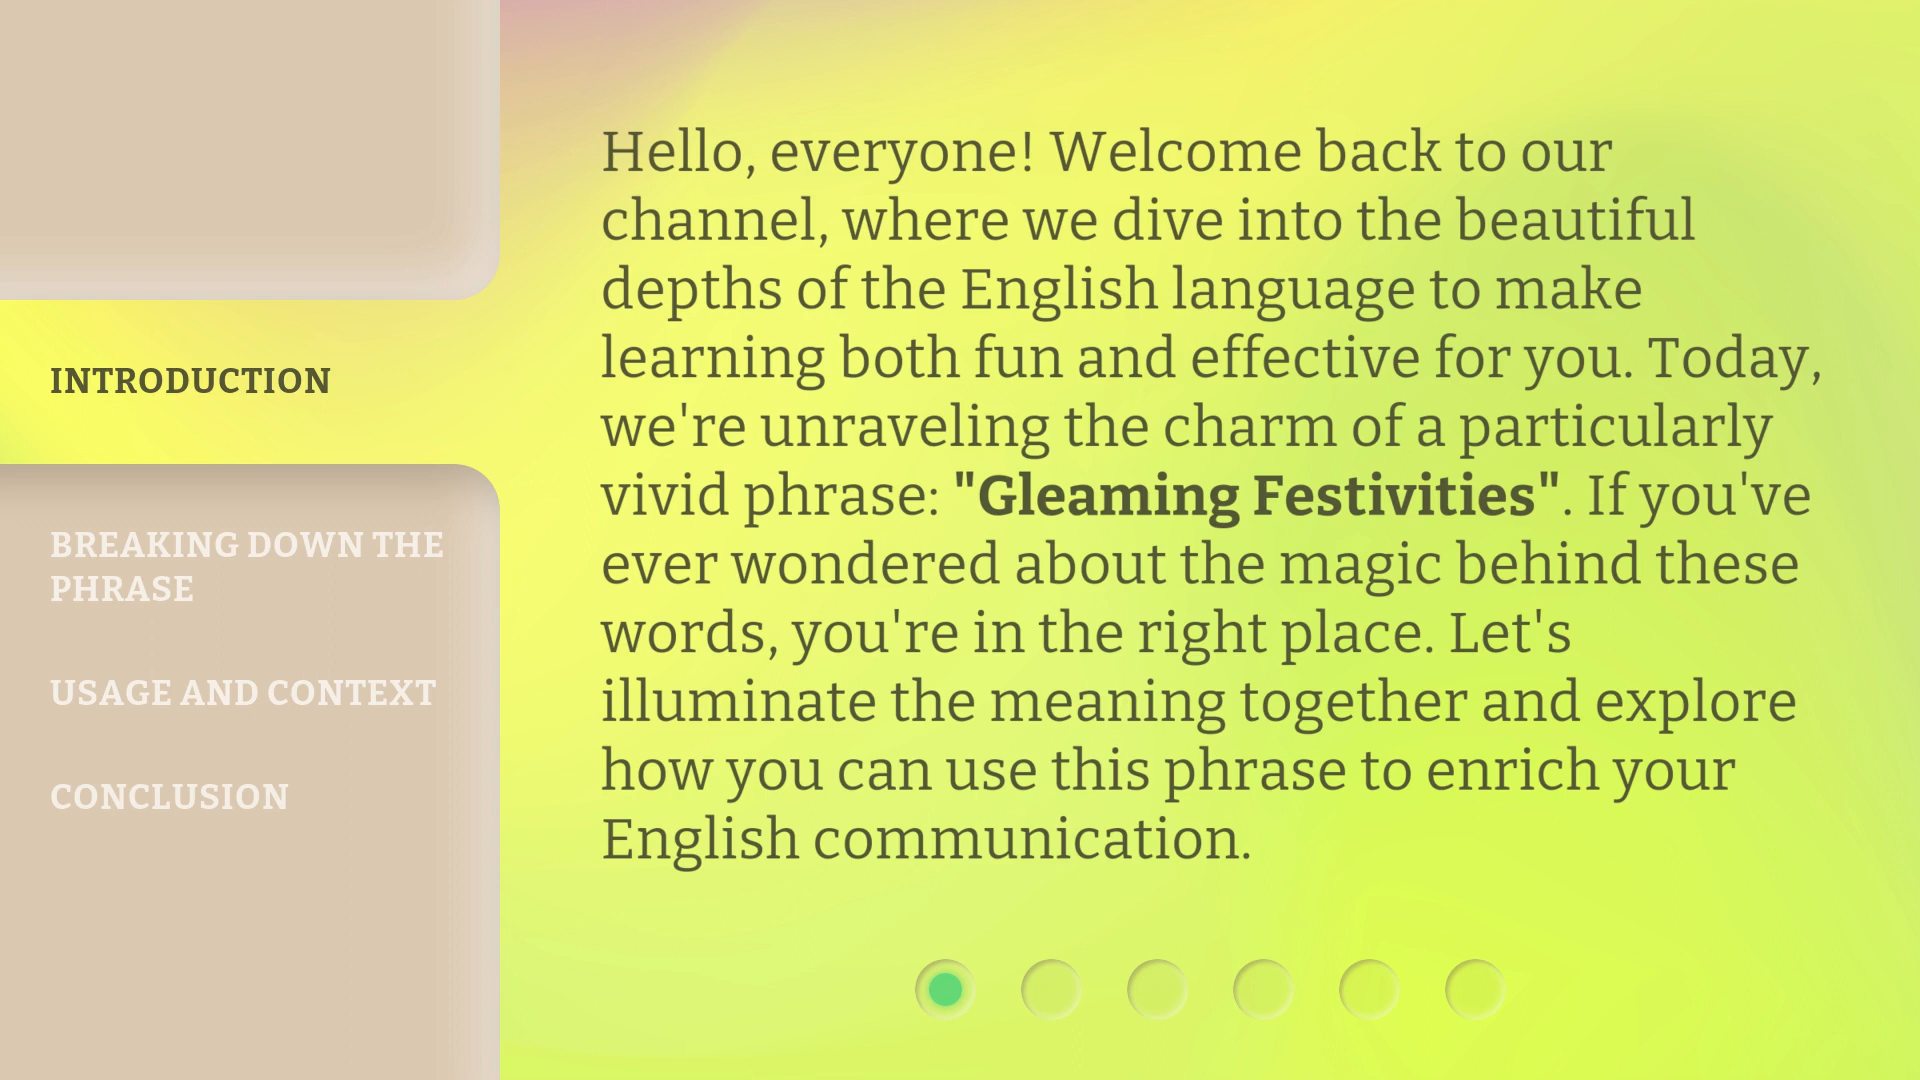 INTRODUCTION
BREAKING DOWN THE
PHRASE
USAGE AND CONTEXT
CONCLUSION
Hello, everyone! Welcome back to our
channel, where we dive into the beautiful
depths of the English language to make
learning both fun and effective for you. Today,
we're unraveling the charm of a particularly
vivid phrase: "Gleaming Festivities". If you've
ever wondered about the magic behind these
words, you're in the right place. Let's
illuminate the meaning together and explore
how you can use this phrase to enrich your
English communication.